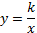 y = k/x